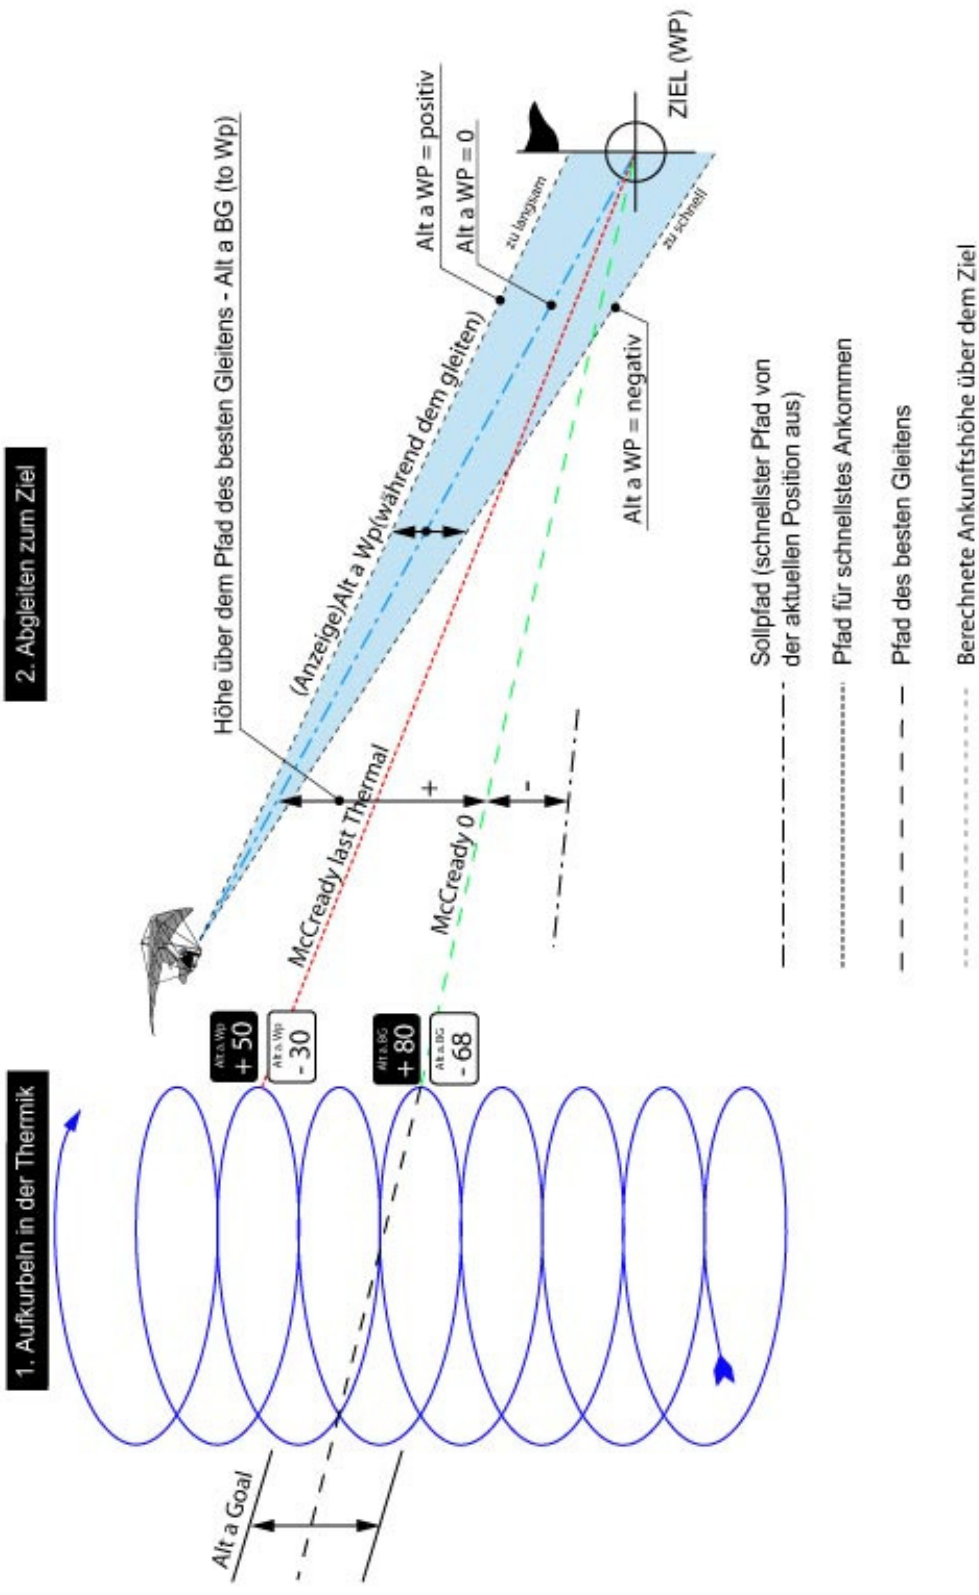 1. Aufkurbeln in der Thermik
2. Abgleiten zum Ziel
Höhe über dem Pfad des besten Gleitens - Alt a BG (to Wp)
(Anzeige)Alt a Wp(während dem gleiten)
Alt a WP = positiv
Alt a WP = 0
zu langsam
ZIEL (WP)
zu schnell
Alt a WP = negativ
McCready last Thermal
McCready 0
+
-
Alt a Goal
Alt a. Wp
+ 50
Alt a. Wp
- 30
Alt a. BG
+ 80
Alt a. BG
- 68
Sollpfad (schnellster Pfad von
der aktuellen Position aus)
Pfad für schnellstes Ankommen
Pfad des besten Gleitens
Berechnete Ankunftshöhe über dem Ziel